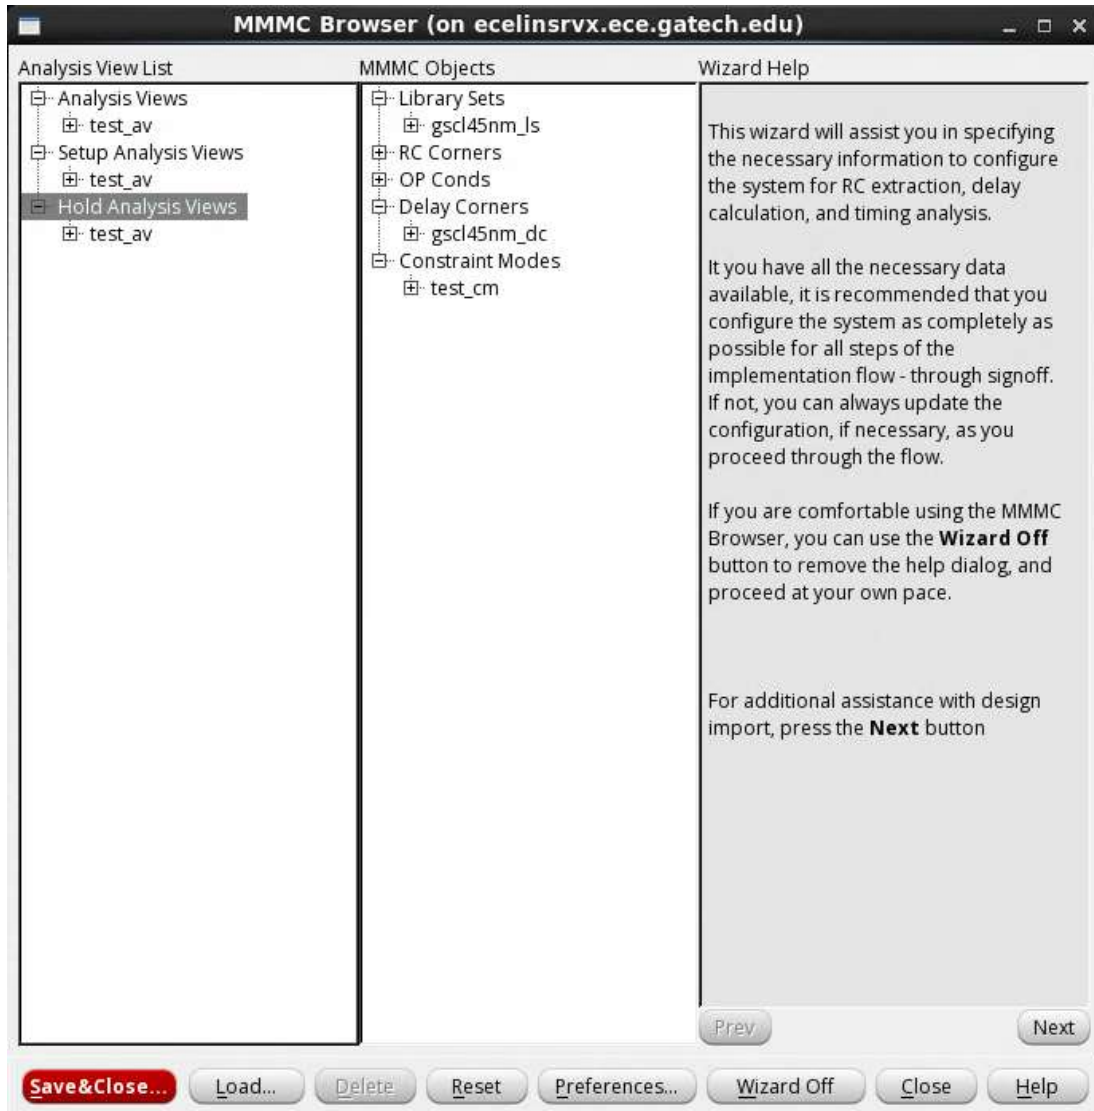 MMMC Browser (on ecelinsrvx.ece.gatech.edu)
Analysis View List
Analysis Views
test_av
Setup Analysis Views
test_av
Hold Analysis Views
test_av
MMMC Objects
Library Sets
gscl45nm_ls
RC Corners
OP Conds
Delay Corners
gscl45nm_dc
Constraint Modes
test_cm
Wizard Help
This wizard will assist you in specifying
the necessary information to configure
the system for RC extraction, delay
calculation, and timing analysis.
It you have all the necessary data
available, it is recommended that you
configure the system as completely as
possible for all steps of the
implementation flow - through signoff.
If not, you can always update the
configuration, if necessary, as you
proceed through the flow.
If you are comfortable using the MMMC
Browser, you can use the Wizard Off
button to remove the help dialog, and
proceed at your own pace.
For additional assistance with design
import, press the Next button
Prev Next
Save&Close... Load... Delete Reset Preferences... Wizard Off Close Help